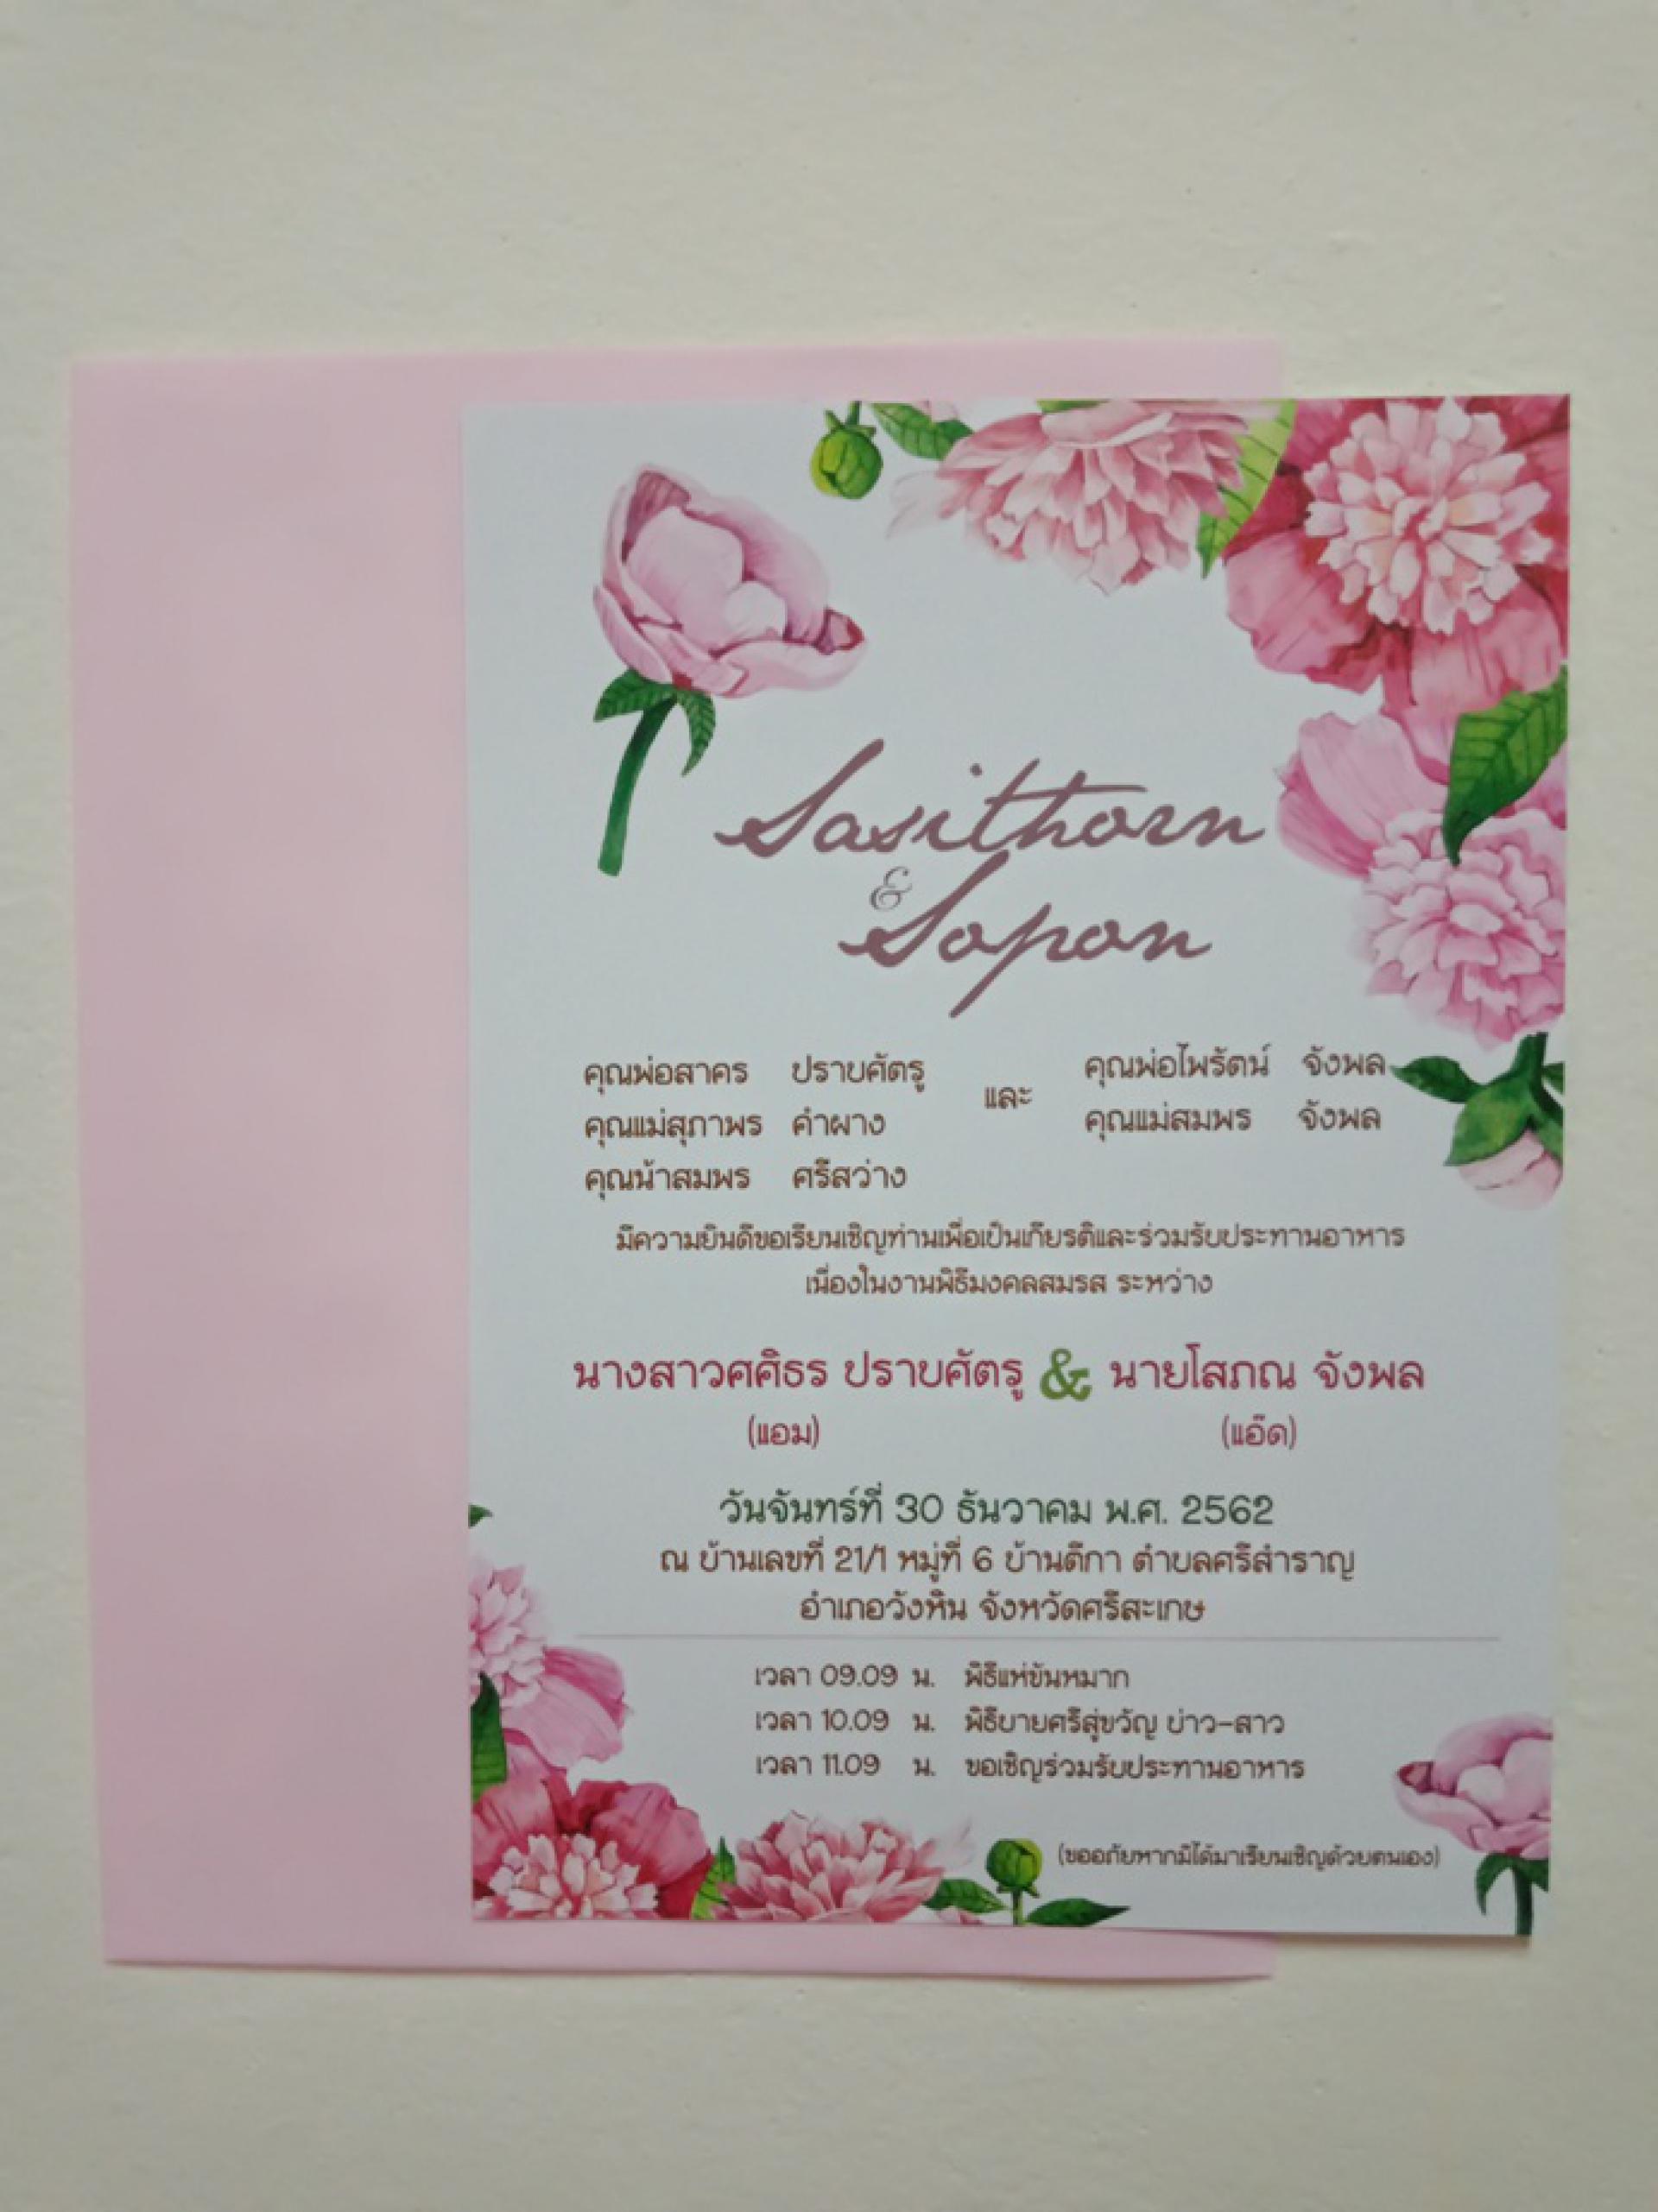 Sasithorn
&
Sopon
คุณพ่อสาคร ปราบศัตรู
คุณแม่สุภาพร คำผาง
คุณน้าสมพร ศรีสว่าง
และ
คุณพ่อไพรัตน์ จังพล
คุณแม่สมพร จังพล
มีความยินดีขอเรียนเชิญท่านเพื่อเป็นเกียรติและร่วมรับประทานอาหาร
เนื่องในงานพิธีมงคลสมรส ระหว่าง
นางสาวศศิธร ปราบศัตรู & นายโสภณ จังพล
(แอม) (แอ๊ด)
วันจันทร์ที่ 30 ธันวาคม พ.ศ. 2562
ณ บ้านเลขที่ 21/1 หมู่ที่ 6 บ้านตีกา ตำบลศรีสำราญ
อำเภอวังหิน จังหวัดศรีสะเกษ
เวลา 09.09 น. พิธีแห่ขันหมาก
เวลา 10.09 น. พิธีบายศรีสู่ขวัญ บ่าว-สาว
เวลา 11.09 น. ขอเชิญร่วมรับประทานอาหาร
(ขออภัยหากมิได้มาเรียนเชิญด้วยตนเอง)